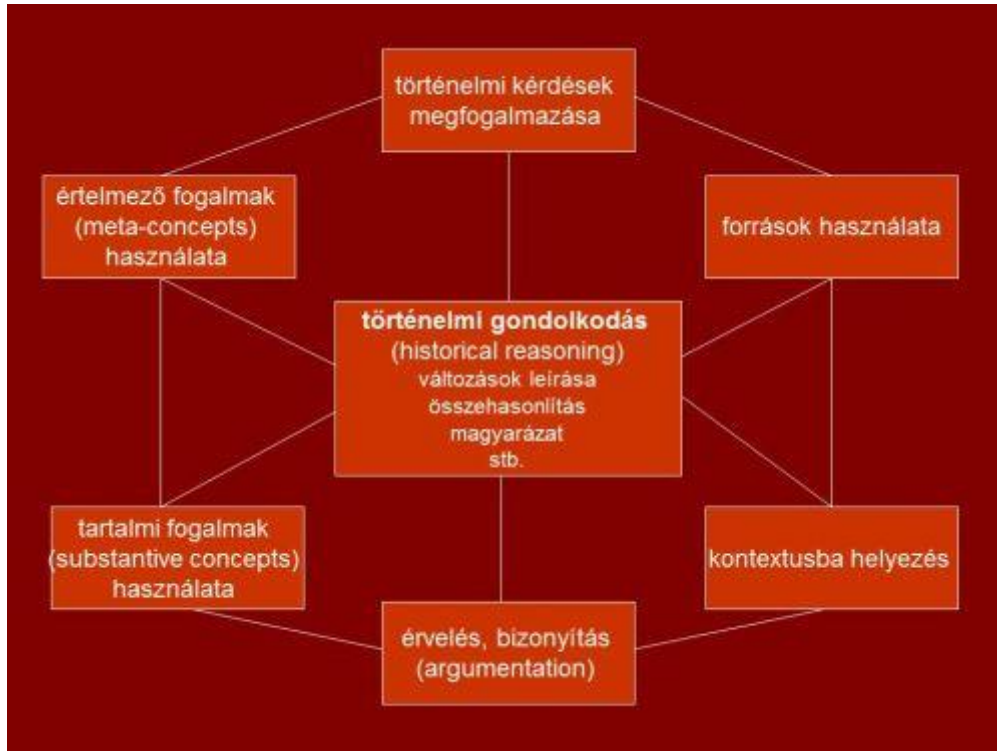 történelmi kérdések
megfogalmazása
értelmező fogalmak
(meta-concepts)
használata
források használata
történelmi gondolkodás
(historical reasoning)
változások leírása
összehasonlítás
magyarázat
stb.
tartalmi fogalmak
(substantive concepts)
használata
kontextusba helyezés
érvelés, bizonyítás
(argumentation)